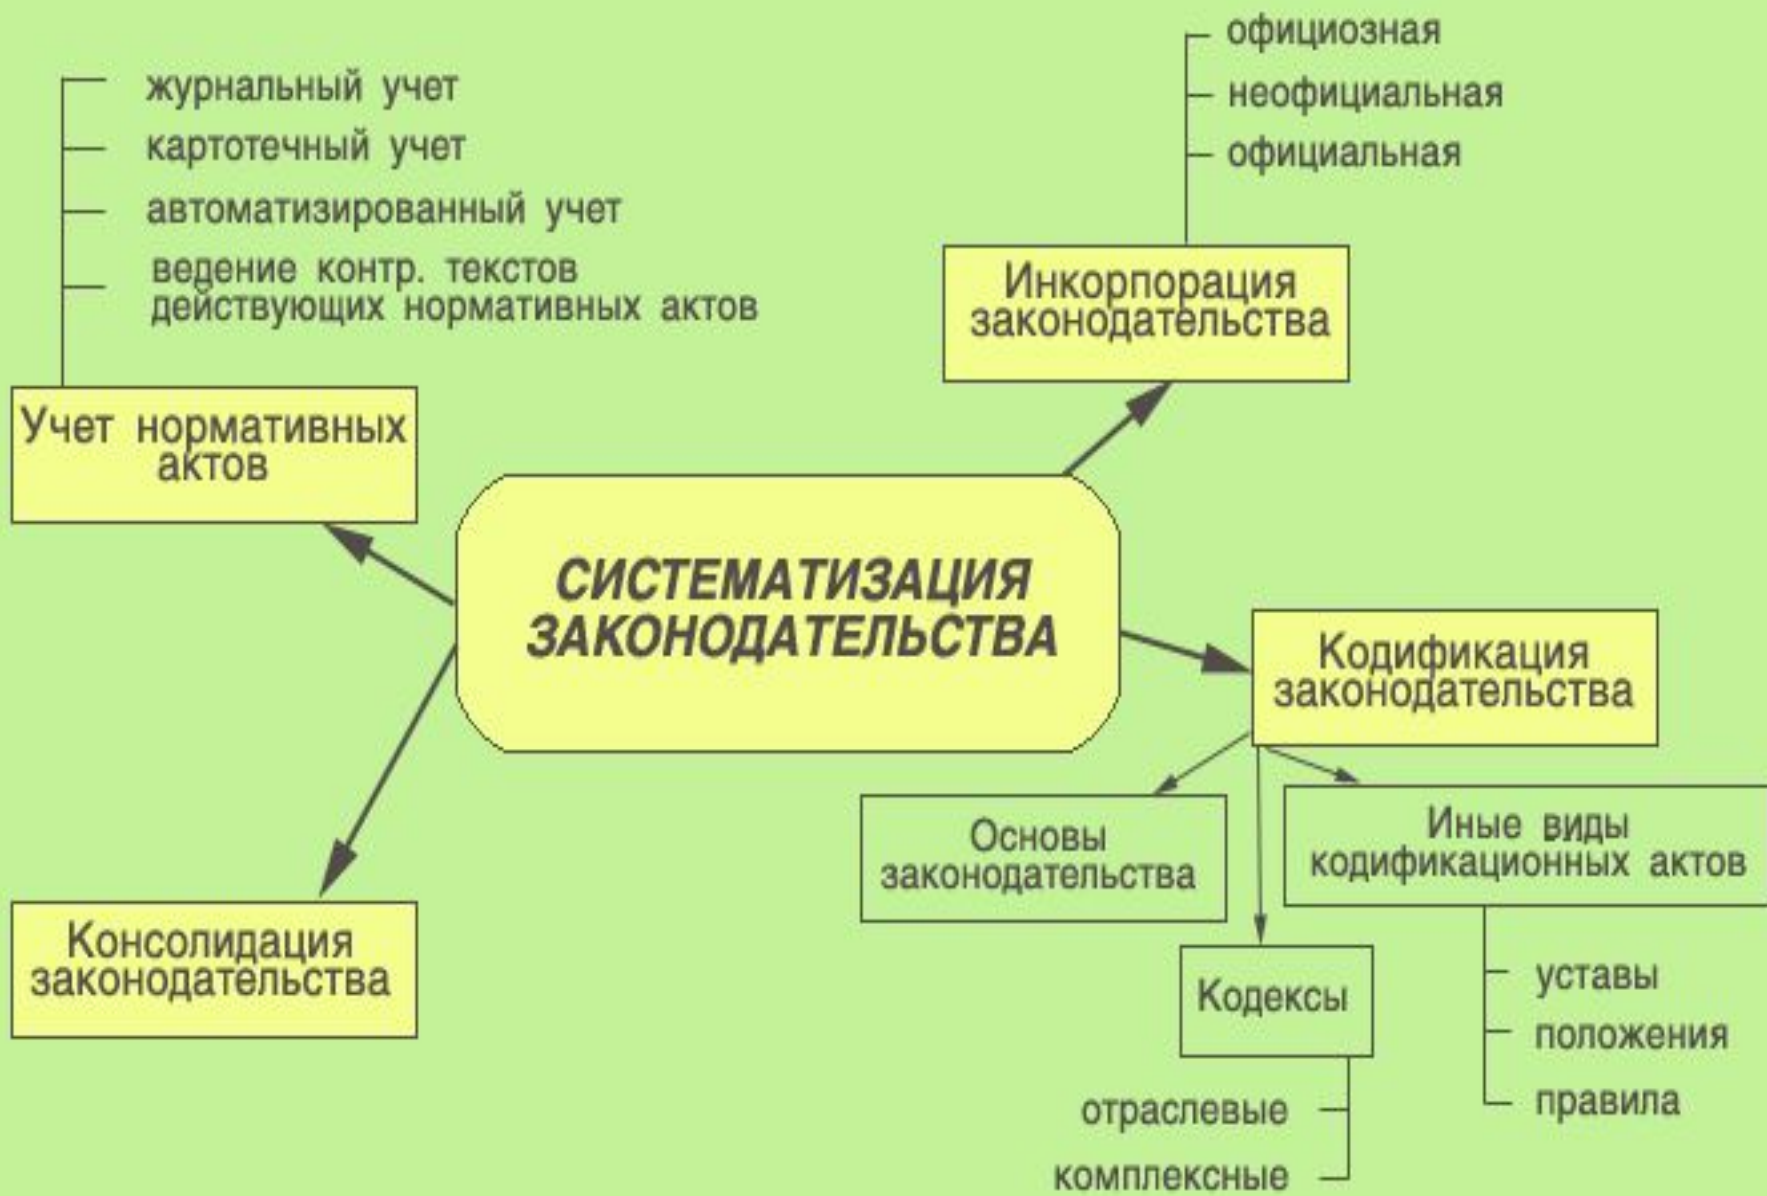 журнальный учет
картотечный учет
автоматизированный учет
ведение контр. текстов
действующих нормативных актов
Учет нормативных
актов
официозная
неофициальная
официальная
Инкорпорация
законодательства
СИСТЕМАТИЗАЦИЯ
ЗАКОНОДАТЕЛЬСТВА
Кодификация
законодательства
Основы
законодательства
Иные виды
кодификационных актов
Консолидация
законодательства
Кодексы
уставы
положения
правила
отраслевые
комплексные